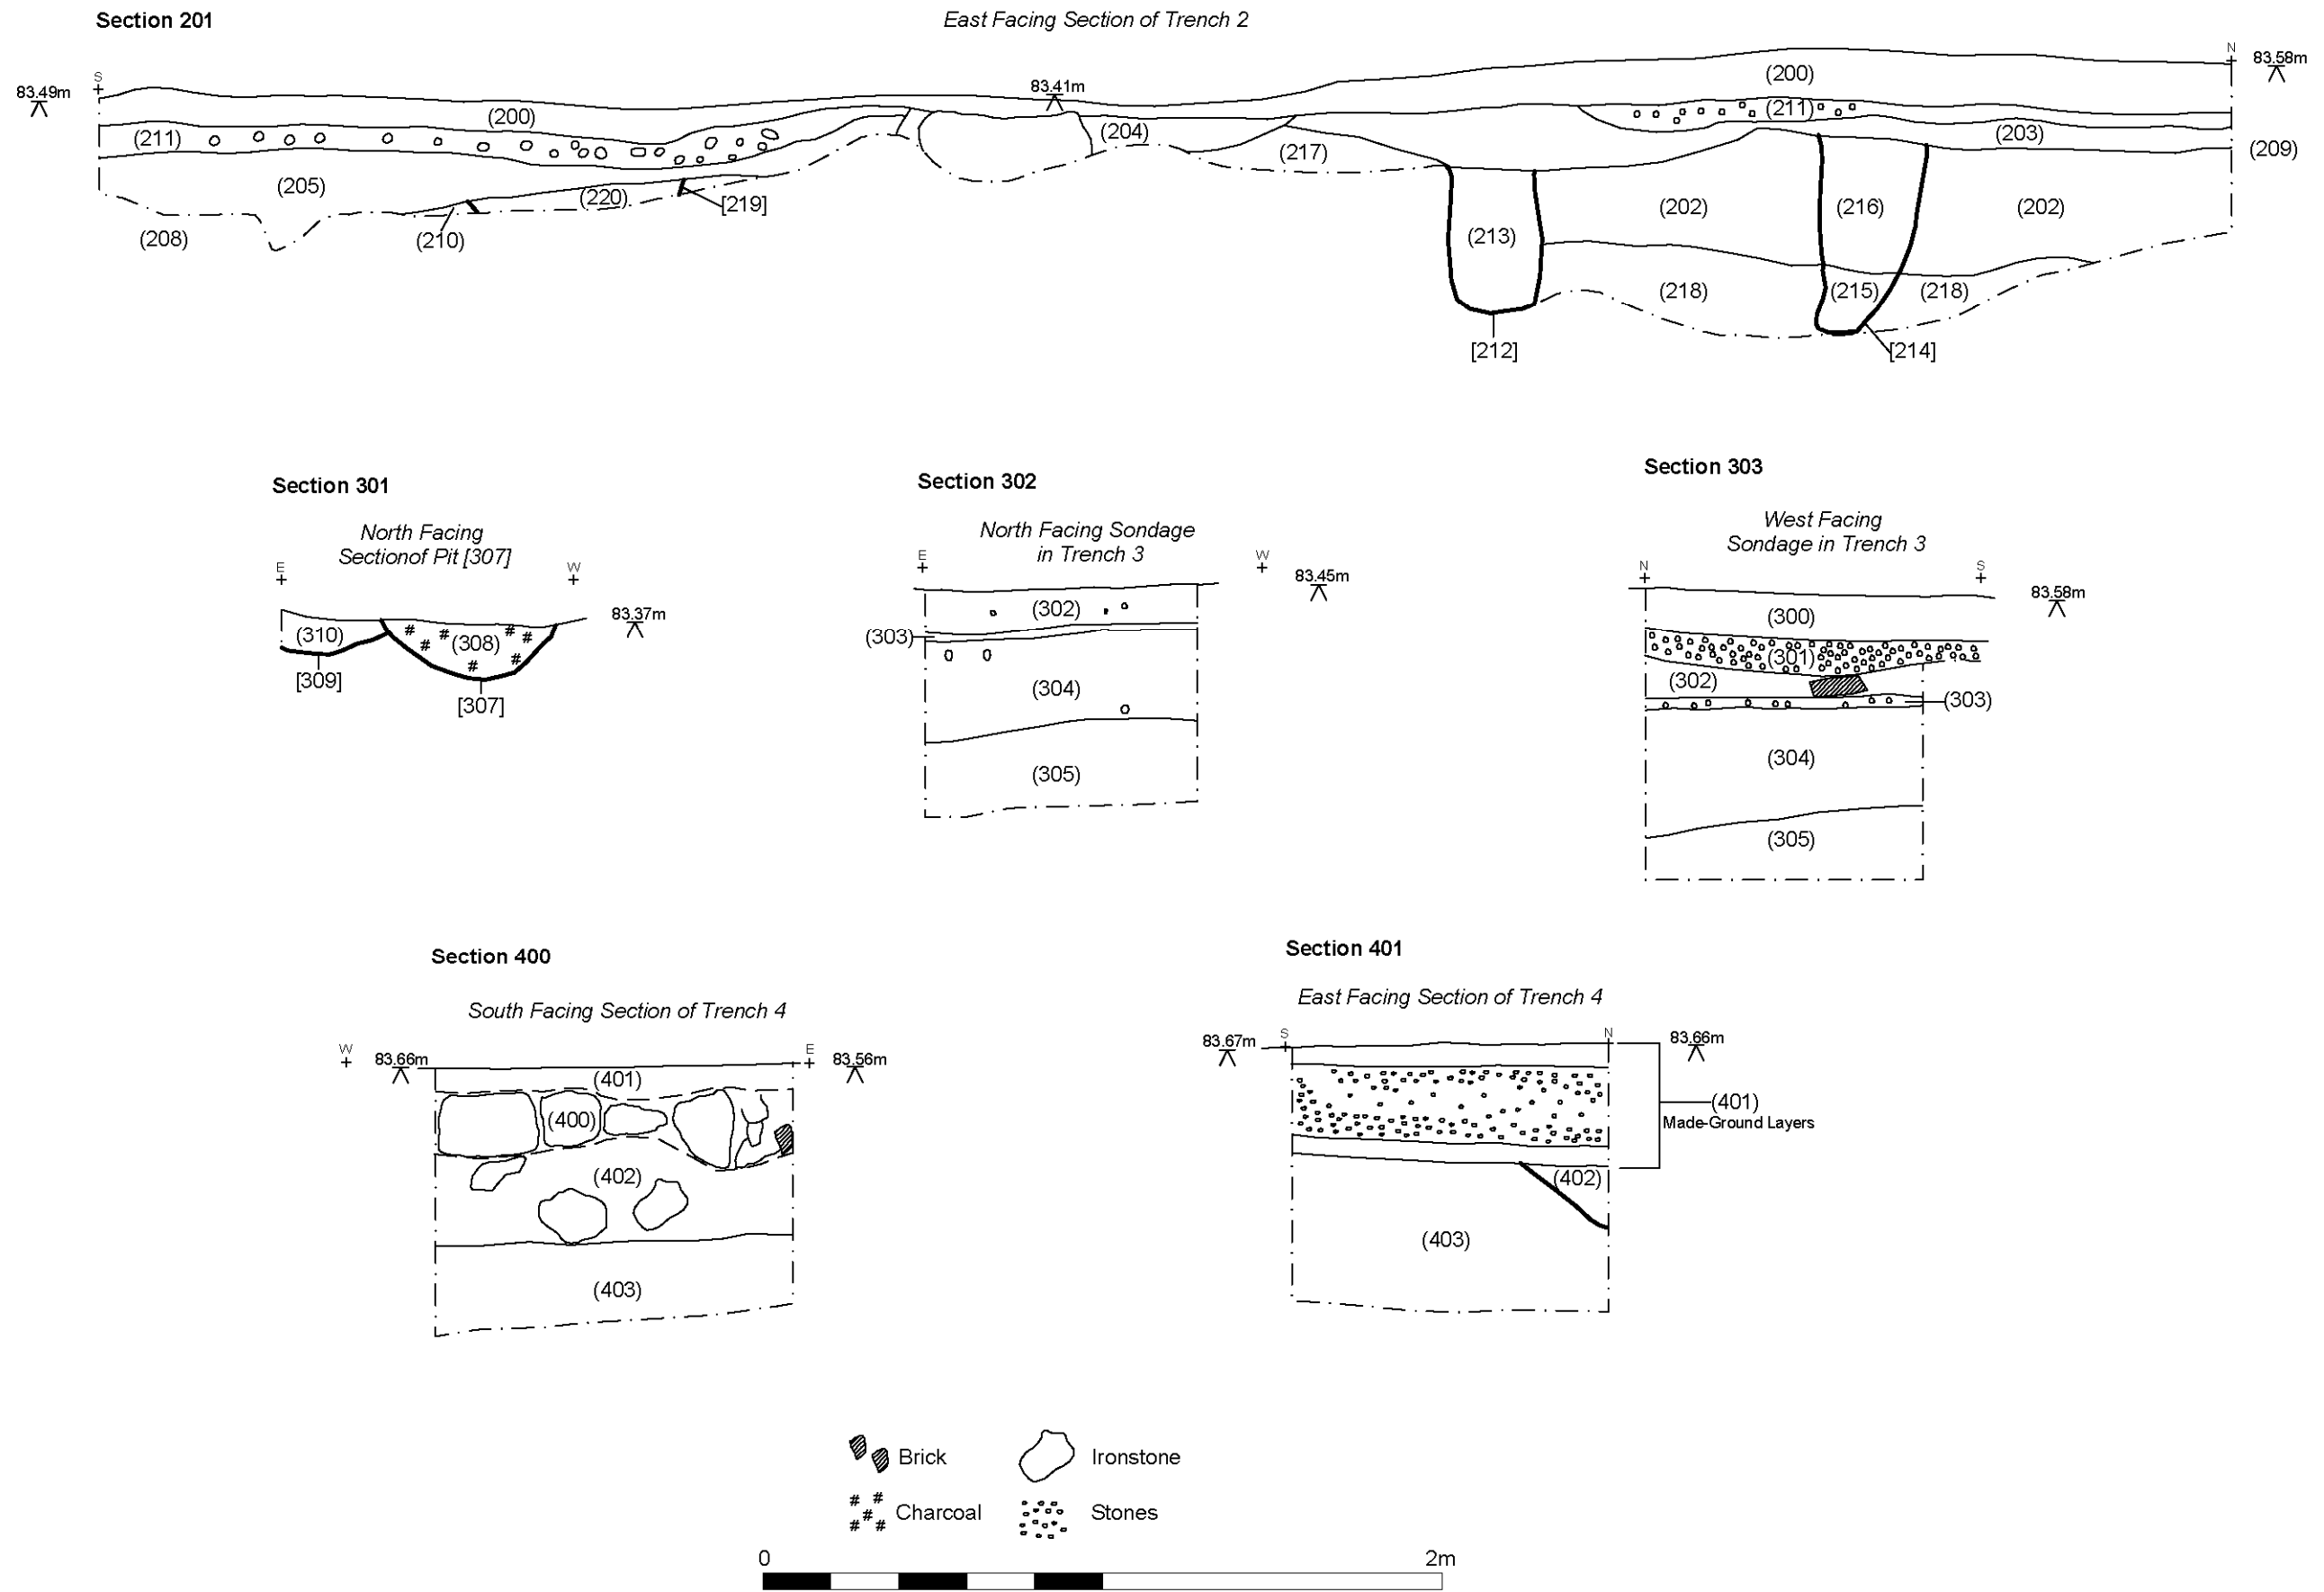 Section 201
East Facing Section of Trench 2
S
N
83.49m
83.41m
83.58m
(200)
(200)
(211)
(211)
(204)
(203)
(217)
(209)
(205)
(220)
[219]
(202)
(216)
(202)
(208)
(210)
(213)
(218)
(215)
(218)
[212]
[214]
Section 301
North Facing
Sectionof Pit [307]
E
W
83.37m
(310)
(308)
[309]
[307]
Section 302
North Facing Sondage
in Trench 3
E
W
83.45m
(302)
(303)
(304)
(305)
Section 303
West Facing
Sondage in Trench 3
N
S
83.58m
(300)
(301)
(302)
(303)
(304)
(305)
Section 400
South Facing Section of Trench 4
W
E
83.66m
83.56m
(401)
(400)
(402)
(403)
Section 401
East Facing Section of Trench 4
S
N
83.67m
83.66m
(401)
Made-Ground Layers
(402)
(403)
Brick
Ironstone
Charcoal
Stones
0
2m